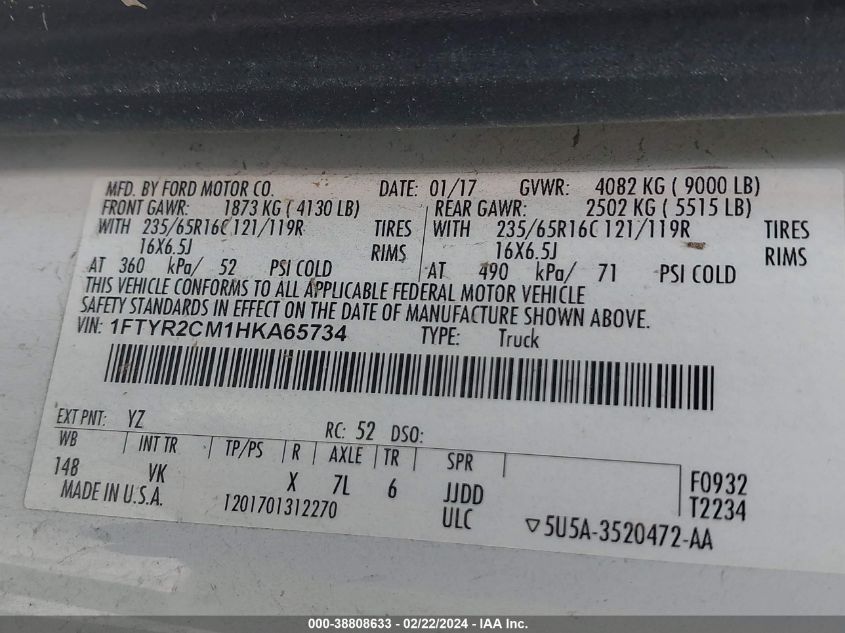 MFD. BY FORD MOTOR CO. DATE: 01/17 GVWR: 4082 KG ( 9000 LB)
FRONT GAWR: 1873 KG ( 4130 LB) REAR GAWR: 2502 KG ( 5515 LB)
WITH 235/65R16C 121/119R TIRES WITH 235/65R16C 121/119R TIRES
16X6.5J RIMS 16X6.5J RIMS
AT 360 kPa/ 52 PSI COLD AT 490 kPa/ 71 PSI COLD
THIS VEHICLE CONFORMS TO ALL APPLICABLE FEDERAL MOTOR VEHICLE
SAFETY STANDARDS IN EFFECT ON THE DATE OF MANUFACTURE SHOWN ABOVE.
VIN: 1FTYR2CM1HKA65734 TYPE: Truck
EXT PNT: YZ RC: 52 DSO:
WB INT TR TP/PS R AXLE TR SPR
148 VK X 7L 6 JJDD F0932
MADE IN U.S.A. 1201701312270 ULC T2234
▽5U5A-3520472-AA
000-38808633 - 02/22/2024 - IAA Inc.